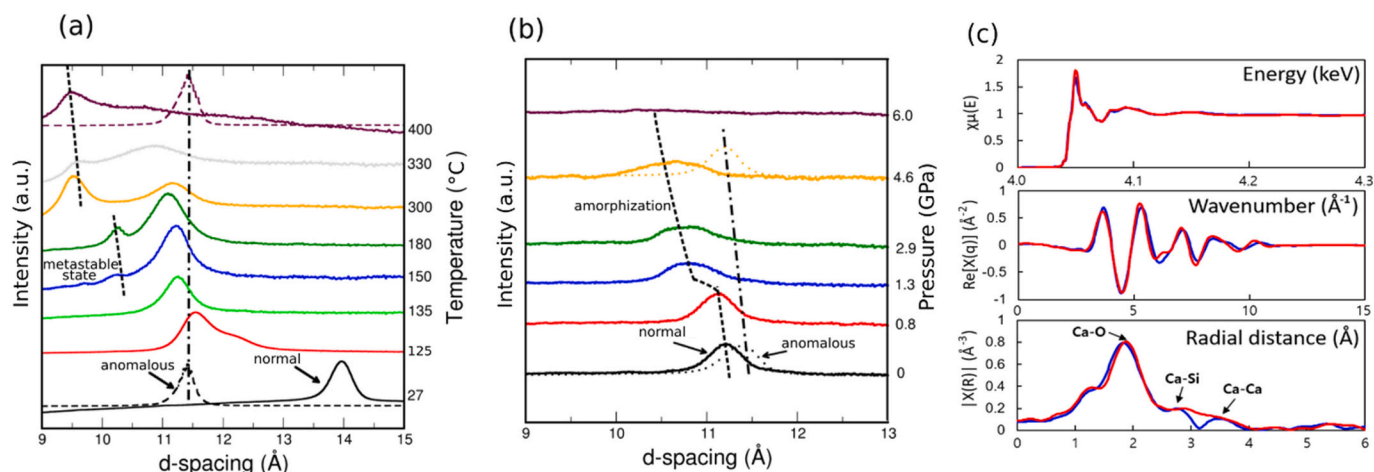 (a)
Intensity (a.u.)
400
330
300
180
metastable
state
150
135
125
anomalous
normal
27
9 10 11 12 13 14 15
d-spacing (Å)
Temperature (°C)
(b)
Intensity (a.u.)
6.0
4.6
amorphization
2.9
1.3
0.8
normal
anomalous
0
9 10 11 12 13
d-spacing (Å)
Pressure (GPa)
(c)
Energy (keV)
χμ(E)
2
1.5
1
0.5
0
4.0 4.1 4.2 4.3
Wavenumber (Å⁻¹)
Re[X(q)] (Å⁻²)
1
0.5
0
-0.5
-1
0 5 10 15
Radial distance (Å)
|X(R)| (Å⁻³)
0.8
0.6
0.4
0.2
0
Ca-O
Ca-Si
Ca-Ca
0 1 2 3 4 5 6